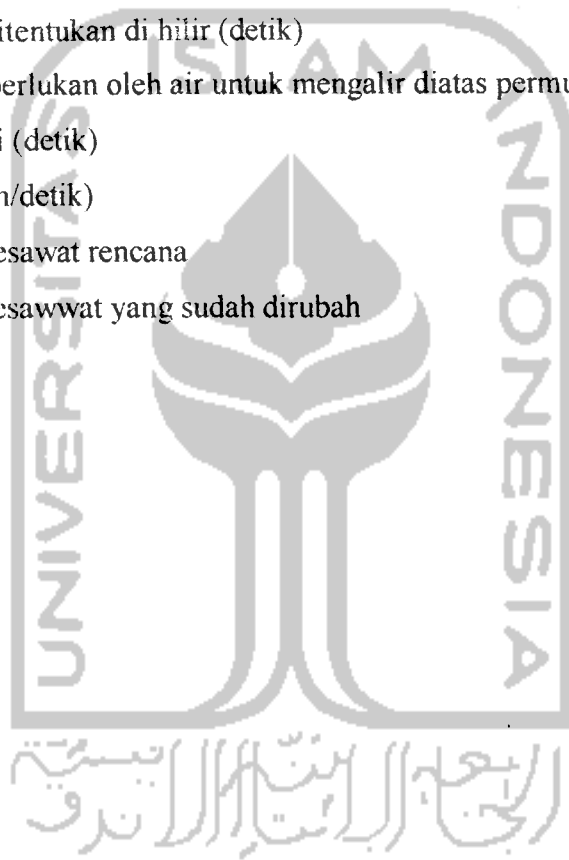 itentukan di hilir (detik)
perlukan oleh air untuk mengalir diatas permu
i (detik)
n/detik)
esawat rencana
esawwat yang sudah dirubah
ISLAM
UNIVERSITAS
INDONESIA